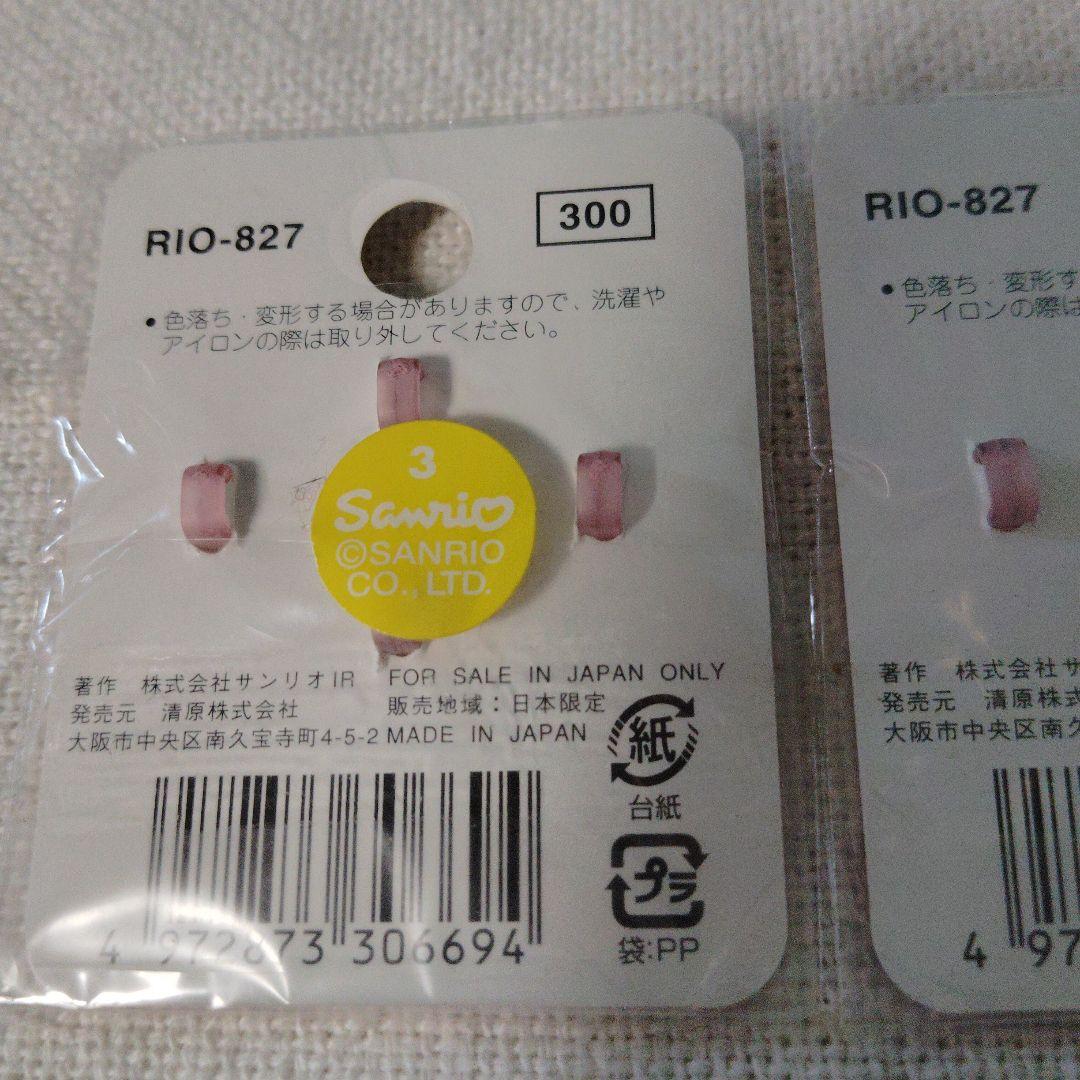 RIO-827
300
•色落ち・変形する場合がありますので、洗濯や
アイロンの際は取り外してください。
3
Sanrio
©SANRIO
CO., LTD.
著作 株式会社サンリオIR
発売元 清原株式会社
大阪市中央区南久宝寺町4-5-2
FOR SALE IN JAPAN ONLY
販売地域：日本限定
MADE IN JAPAN
紙
台紙
プラ
袋:PP
4 972873 306694
RIO-827
•色落ち・変形す
アイロンの際は
著作 株式会社サ
発売元 清原株式
大阪市中央区南久
4 97